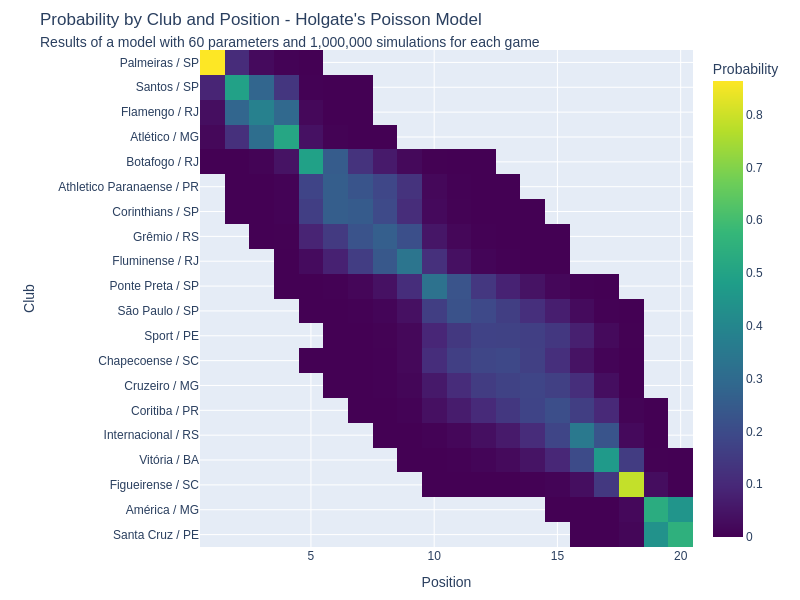 Probability by Club and Position - Holgate's Poisson Model
Results of a model with 60 parameters and 1,000,000 simulations for each game
Probability
Palmeiras / SP
Santos / SP
Flamengo / RJ
Atlético / MG
Botafogo / RJ
Athletico Paranaense / PR
Corinthians / SP
Grêmio / RS
Fluminense / RJ
Ponte Preta / SP
São Paulo / SP
Sport / PE
Chapecoense / SC
Cruzeiro / MG
Coritiba / PR
Internacional / RS
Vitória / BA
Figueirense / SC
América / MG
Santa Cruz / PE
Club
5
10
15
20
Position
0.8
0.7
0.6
0.5
0.4
0.3
0.2
0.1
0